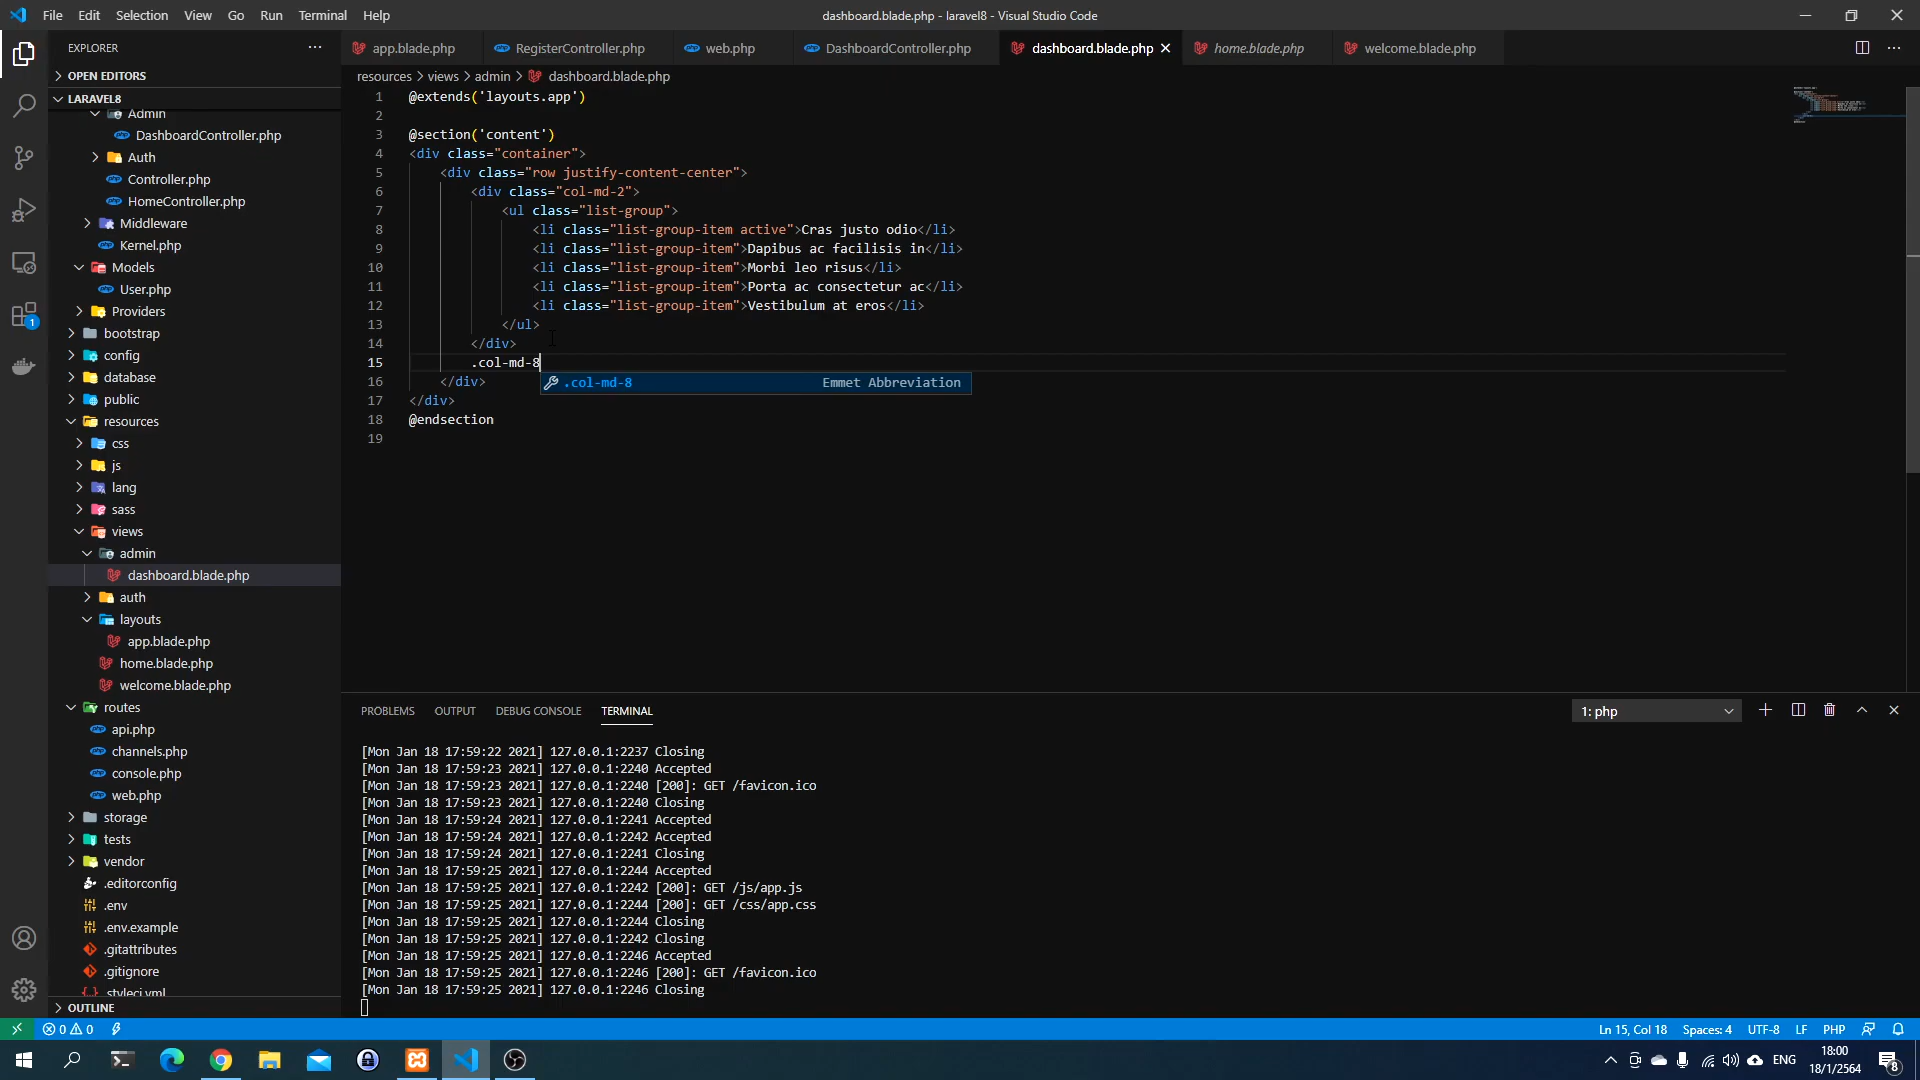 File Edit Selection View Go Run Terminal Help
dashboard.blade.php - laravel8 - Visual Studio Code
EXPLORER
OPEN EDITORS
LARAVEL8
Admin
DashboardController.php
Auth
Controller.php
HomeController.php
Middleware
Kernel.php
Models
User.php
Providers
bootstrap
config
database
public
resources
css
js
lang
sass
views
admin
dashboard.blade.php
auth
layouts
app.blade.php
home.blade.php
welcome.blade.php
routes
api.php
channels.php
console.php
web.php
storage
tests
vendor
.editorconfig
.env
.env.example
.gitattributes
.gitignore
.styleci.yml
OUTLINE
app.blade.php RegisterController.php web.php DashboardController.php dashboard.blade.php home.blade.php welcome.blade.php
resources > views > admin > dashboard.blade.php
1 @extends('layouts.app')
2
3 @section('content')
4 <div class="container">
5 <div class="row justify-content-center">
6 <div class="col-md-2">
7 <ul class="list-group">
8 <li class="list-group-item active">Cras justo odio</li>
9 <li class="list-group-item">Dapibus ac facilisis in</li>
10 <li class="list-group-item">Morbi leo risus</li>
11 <li class="list-group-item">Porta ac consectetur ac</li>
12 <li class="list-group-item">Vestibulum at eros</li>
13 </ul>
14 </div>
15 .col-md-8
.col-md-8 Emmet Abbreviation
16 </div>
17 </div>
18 @endsection
19
PROBLEMS OUTPUT DEBUG CONSOLE TERMINAL
1: php
[Mon Jan 18 17:59:22 2021] 127.0.0.1:2237 Closing
[Mon Jan 18 17:59:23 2021] 127.0.0.1:2240 Accepted
[Mon Jan 18 17:59:23 2021] 127.0.0.1:2240 [200]: GET /favicon.ico
[Mon Jan 18 17:59:23 2021] 127.0.0.1:2240 Closing
[Mon Jan 18 17:59:24 2021] 127.0.0.1:2241 Accepted
[Mon Jan 18 17:59:24 2021] 127.0.0.1:2242 Accepted
[Mon Jan 18 17:59:24 2021] 127.0.0.1:2241 Closing
[Mon Jan 18 17:59:25 2021] 127.0.0.1:2244 Accepted
[Mon Jan 18 17:59:25 2021] 127.0.0.1:2242 [200]: GET /js/app.js
[Mon Jan 18 17:59:25 2021] 127.0.0.1:2244 [200]: GET /css/app.css
[Mon Jan 18 17:59:25 2021] 127.0.0.1:2244 Closing
[Mon Jan 18 17:59:25 2021] 127.0.0.1:2242 Closing
[Mon Jan 18 17:59:25 2021] 127.0.0.1:2246 Accepted
[Mon Jan 18 17:59:25 2021] 127.0.0.1:2246 [200]: GET /favicon.ico
[Mon Jan 18 17:59:25 2021] 127.0.0.1:2246 Closing
0 0
Ln 15, Col 18 Spaces: 4 UTF-8 LF PHP
1
ENG
18:00
18/1/2564
8